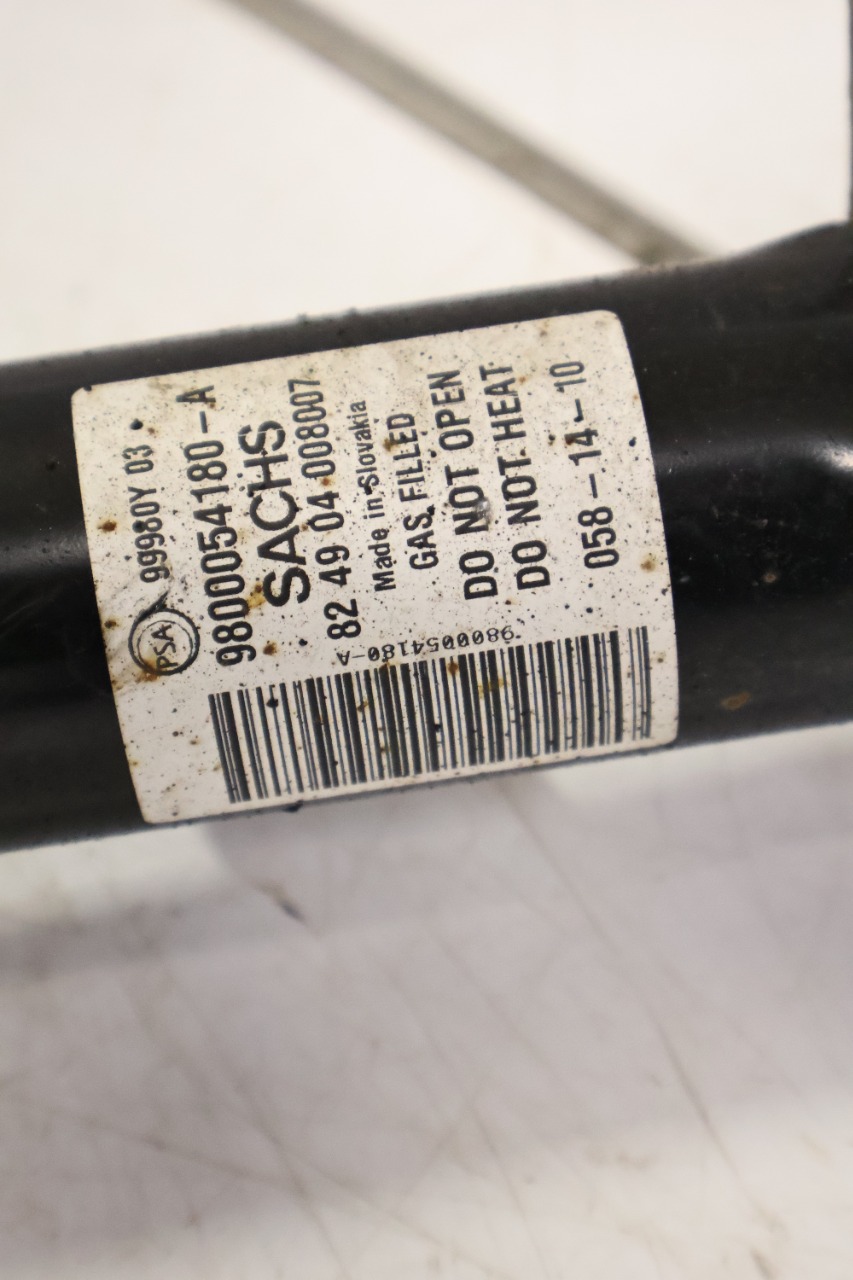 PSA 99980Y 03
9800054180-A
SACHS
82 49 04 008007
Made in Slovakia
GAS FILLED
DO NOT OPEN
DO NOT HEAT
058-14-10
9800054180-A